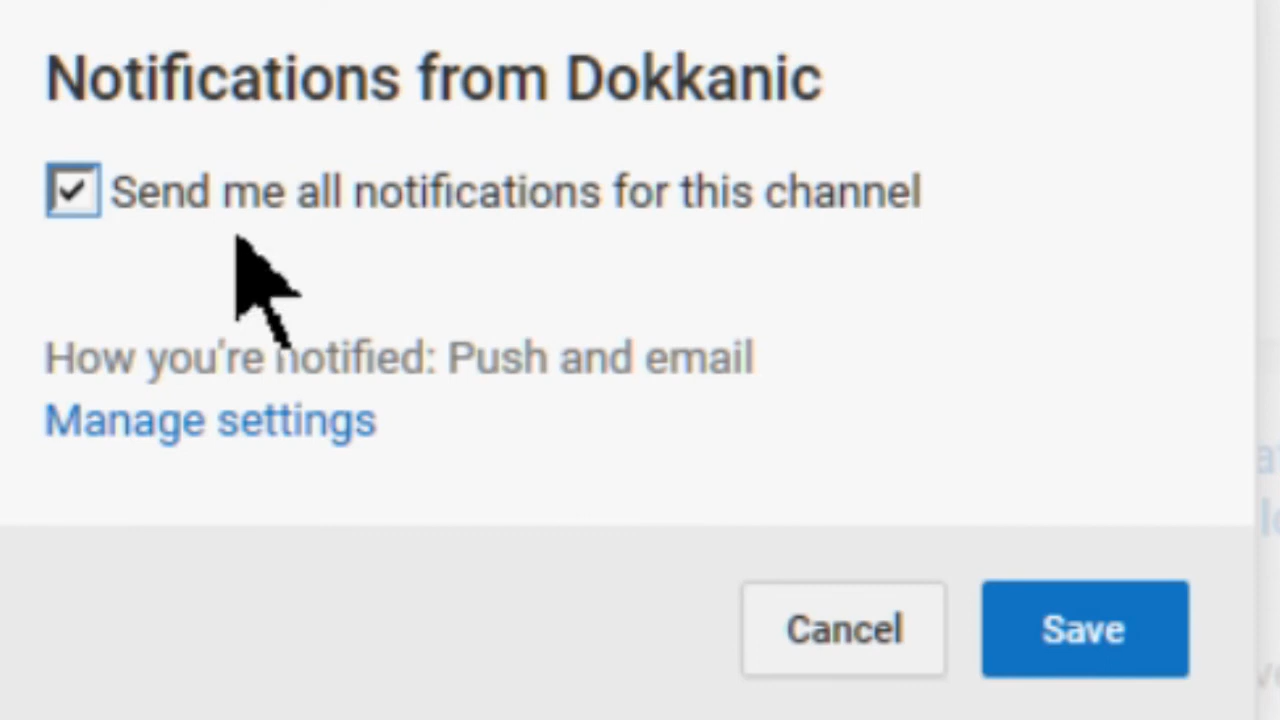 Notifications from Dokkanic
Send me all notifications for this channel
How you're notified: Push and email
Manage settings
Cancel
Save